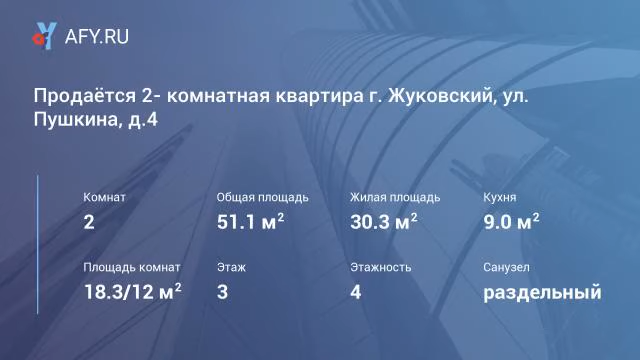 AFY.RU
Продаётся 2- комнатная квартира г. Жуковский, ул.
Пушкина, д.4
Комнат
2
Общая площадь
51.1 м²
Жилая площадь
30.3 м²
Кухня
9.0 м²
Площадь комнат
18.3/12 м²
Этаж
3
Этажность
4
Санузел
раздельный